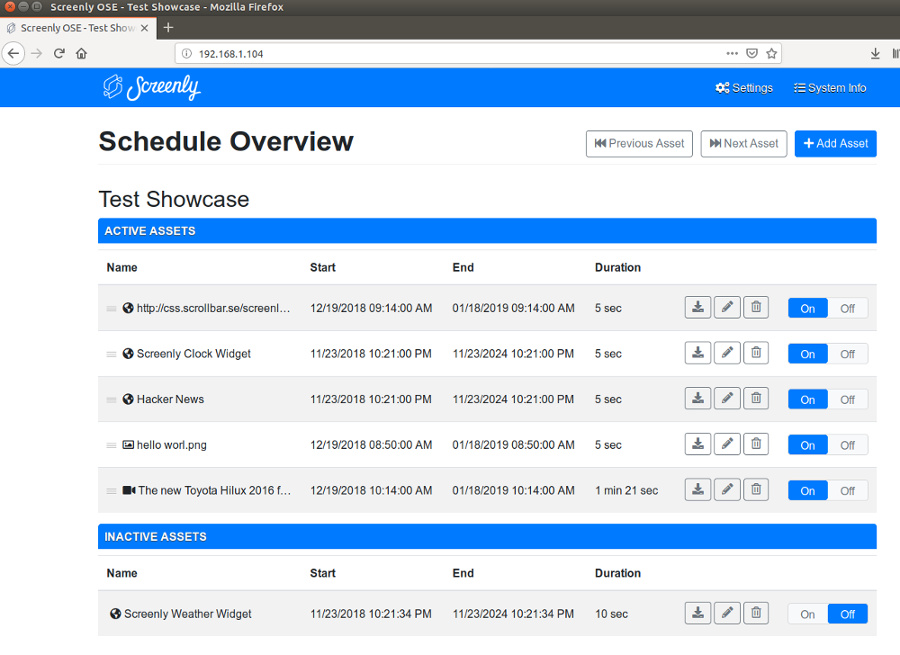 Screenly OSE - Test Showcase - Mozilla Firefox
Screenly OSE - Test Show
192.168.1.104
Screenly
Settings
System Info
Schedule Overview
Previous Asset
Next Asset
Add Asset
Test Showcase
ACTIVE ASSETS
Name Start End Duration
http://css.scrollbar.se/screenl... 12/19/2018 09:14:00 AM 01/18/2019 09:14:00 AM 5 sec On Off
Screenly Clock Widget 11/23/2018 10:21:00 PM 11/23/2024 10:21:00 PM 5 sec On Off
Hacker News 11/23/2018 10:21:00 PM 11/23/2024 10:21:00 PM 5 sec On Off
hello worl.png 12/19/2018 08:50:00 AM 01/18/2019 08:50:00 AM 5 sec On Off
The new Toyota Hilux 2016 f... 12/19/2018 10:14:00 AM 01/18/2019 10:14:00 AM 1 min 21 sec On Off
INACTIVE ASSETS
Name Start End Duration
Screenly Weather Widget 11/23/2018 10:21:34 PM 11/23/2024 10:21:34 PM 10 sec On Off